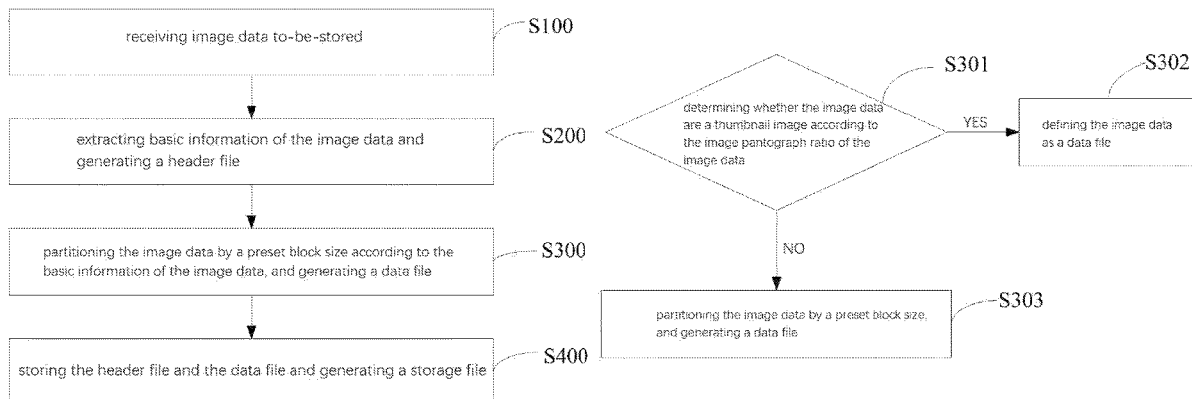 receiving image data to-be-stored
S100
extracting basic information of the image data and
generating a header file
S200
partitioning the image data by a preset block size according to the
basic information of the image data, and generating a data file
S300
storing the header file and the data file and generating a storage file
S400
determining whether the image data
are a thumbnail image according to
the image pantograph ratio of the
image data
S301
YES
defining the image data
as a data file
S302
NO
partitioning the image data by a preset block size,
and generating a data file
S303